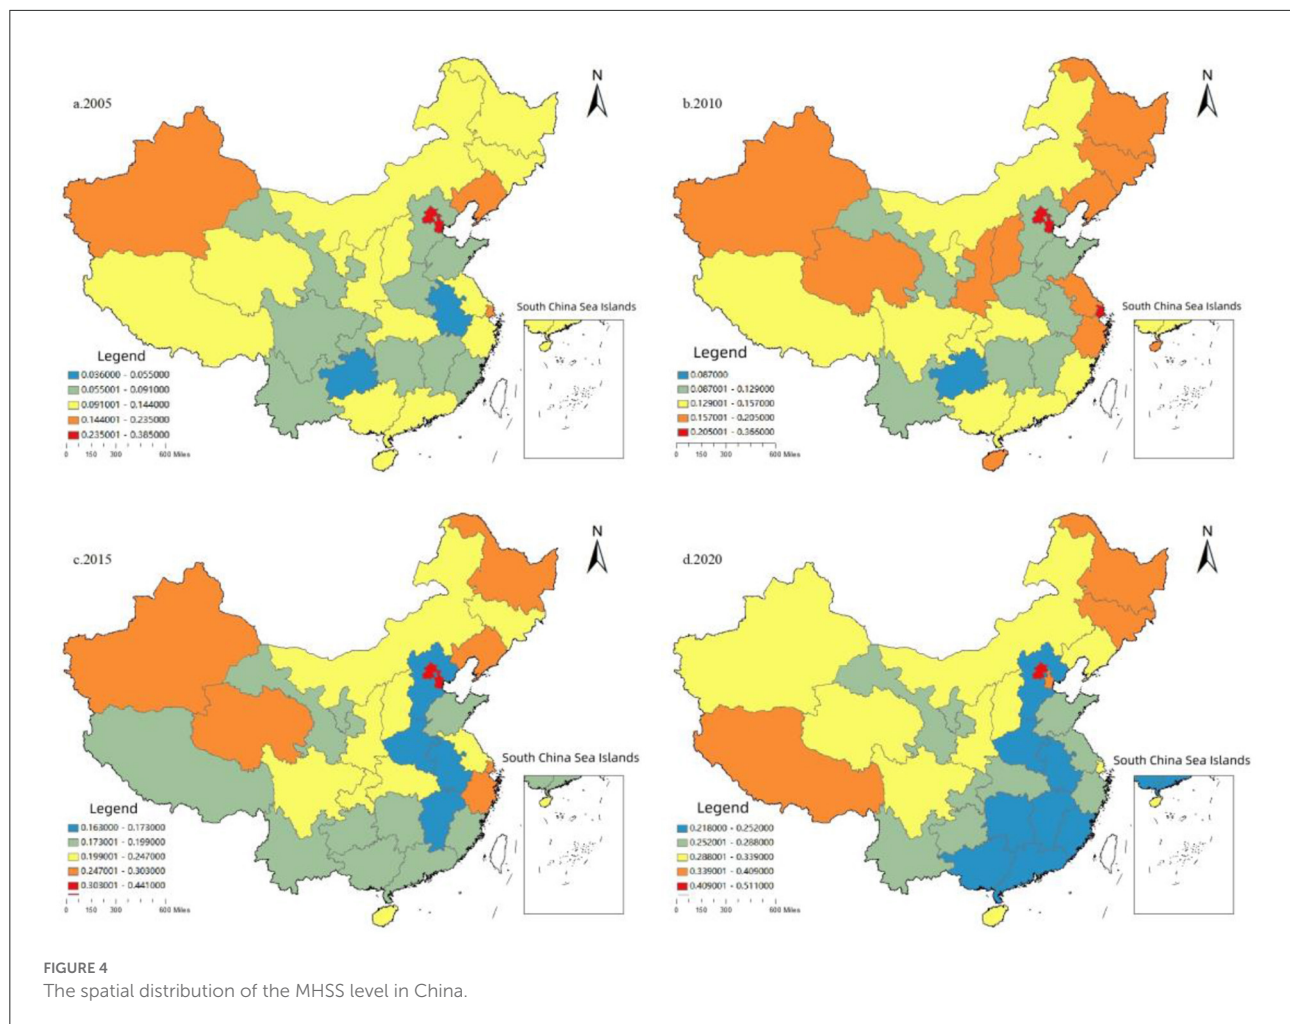 a.2005
N
South China Sea Islands
Legend
0.036000 - 0.055000
0.055001 - 0.091000
0.091001 - 0.144000
0.144001 - 0.235000
0.235001 - 0.385000
0 150 300 600 Miles
b.2010
N
South China Sea Islands
Legend
0.087000
0.087001 - 0.129000
0.129001 - 0.157000
0.157001 - 0.205000
0.205001 - 0.366000
0 150 300 600 Miles
c.2015
N
South China Sea Islands
Legend
0.163000 - 0.173000
0.173001 - 0.199000
0.199001 - 0.247000
0.247001 - 0.303000
0.303001 - 0.441000
0 150 300 600 Miles
d.2020
N
South China Sea Islands
Legend
0.218000 - 0.252000
0.252001 - 0.288000
0.288001 - 0.339000
0.339001 - 0.409000
0.409001 - 0.511000
0 150 300 600 Miles
FIGURE 4
The spatial distribution of the MHSS level in China.